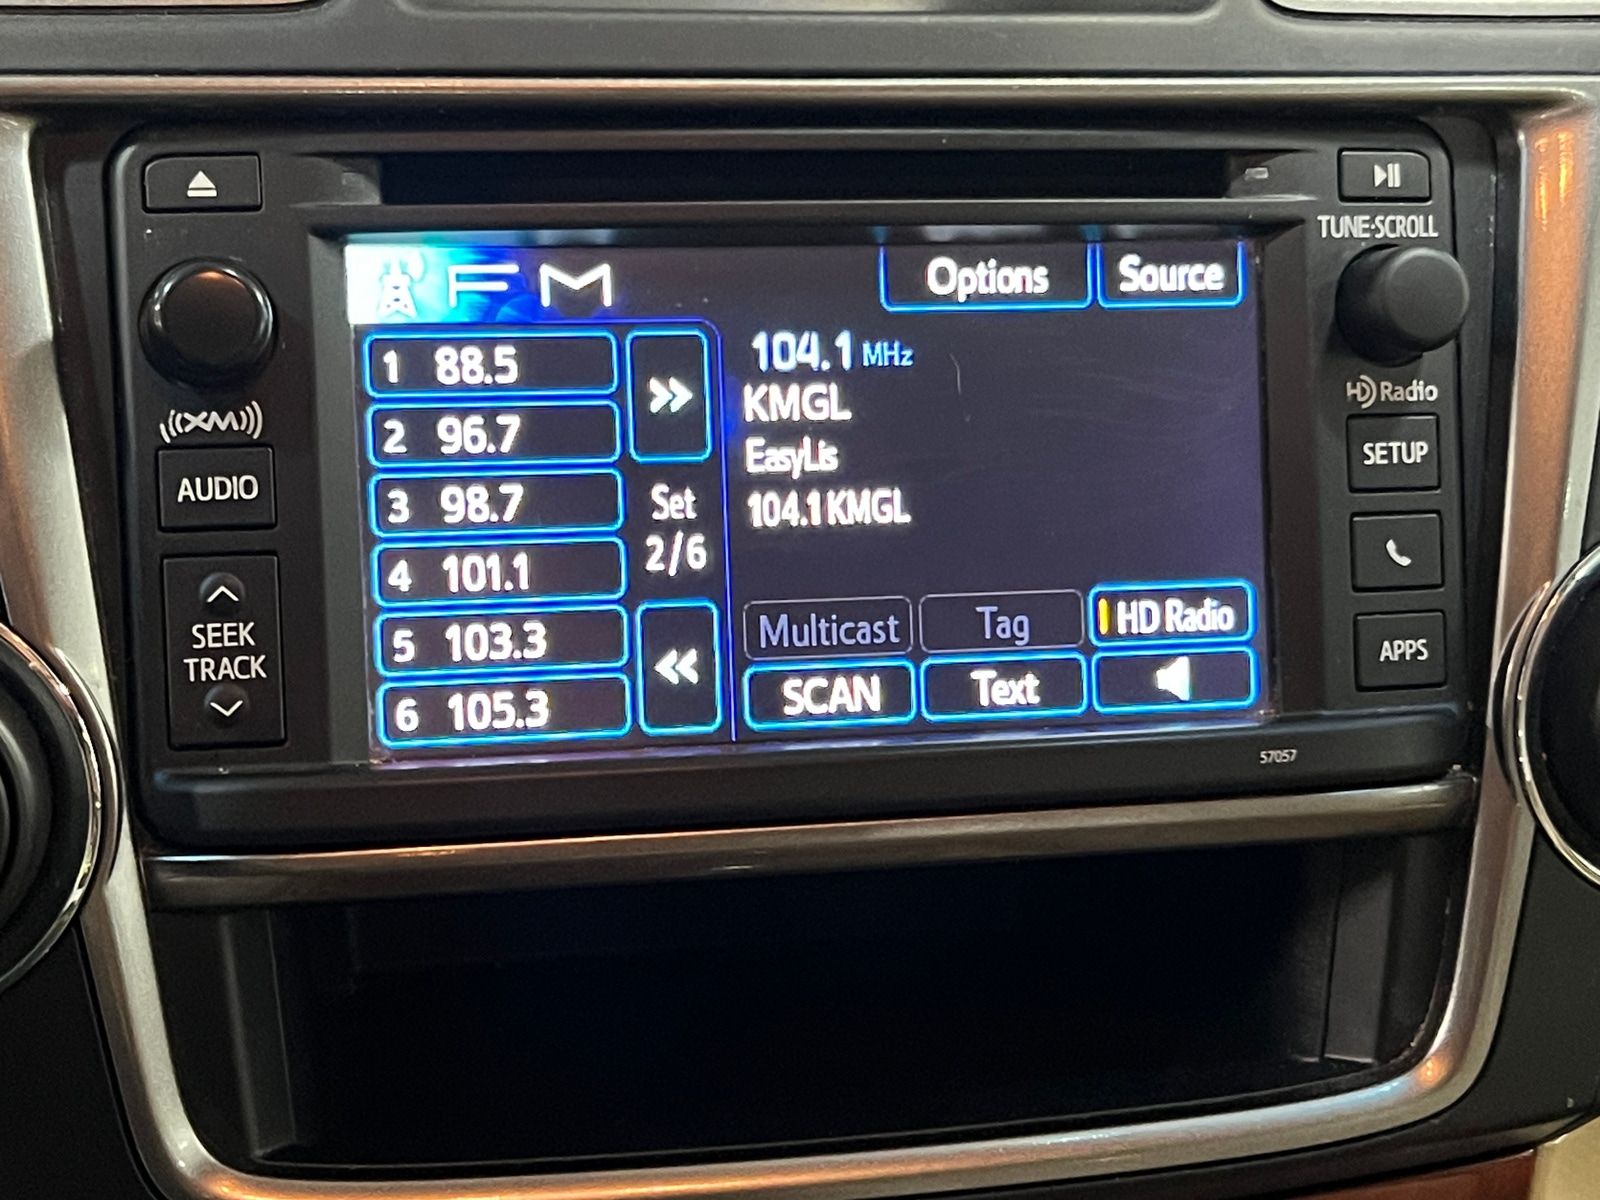 TUNE·SCROLL
FM
Options
Source
1 88.5
2 96.7
3 98.7
4 101.1
5 103.3
6 105.3
Set
2/6
104.1 MHz
KMGL
EasyLis
104.1 KMGL
Multicast
Tag
HD Radio
SCAN
Text
((XM))
AUDIO
SEEK
TRACK
HD Radio
SETUP
APPS
57057